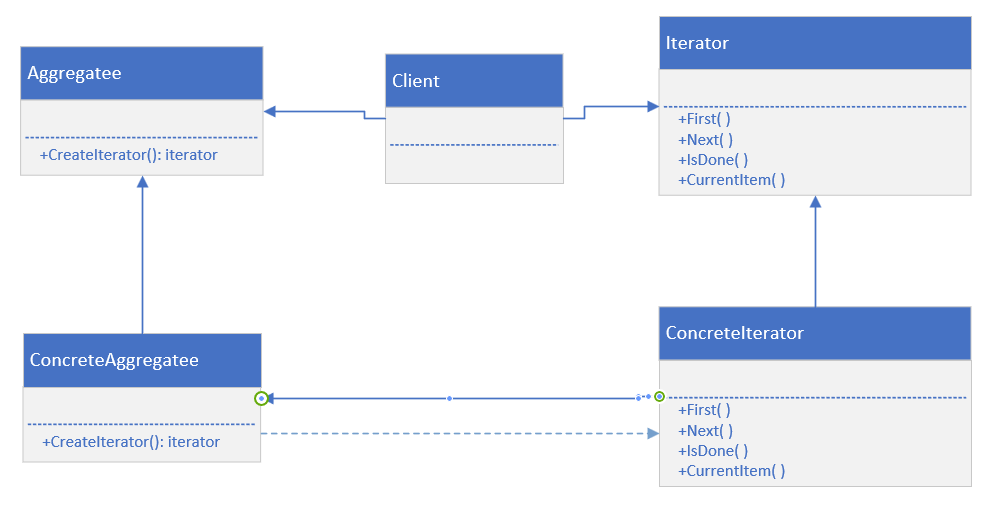 Aggregatee
+CreateIterator(): iterator
Client
Iterator
+First( )
+Next( )
+IsDone( )
+CurrentItem( )
ConcreteAggregatee
+CreateIterator(): iterator
ConcreteIterator
+First( )
+Next( )
+IsDone( )
+CurrentItem( )